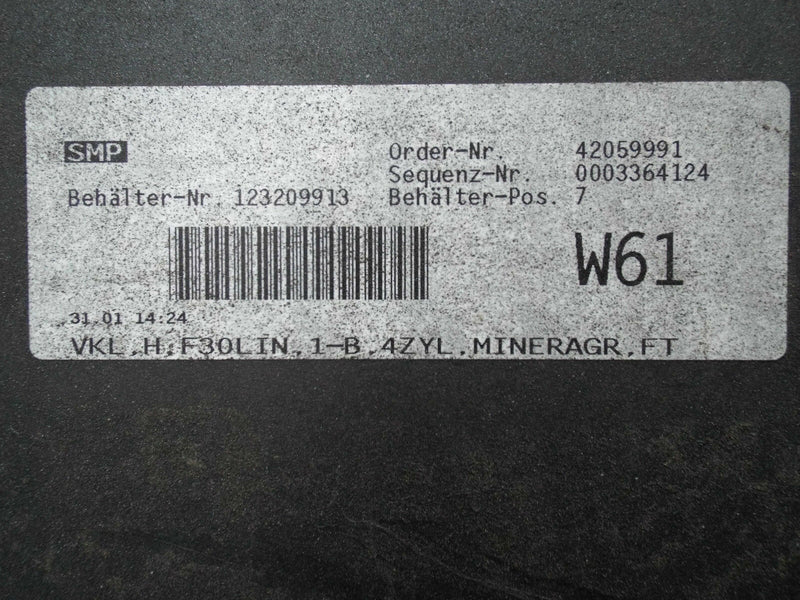 SMP
Order-Nr. 42059991
Sequenz-Nr. 0003364124
Behälter-Nr. 123209913 Behälter-Pos. 7
W61
31.01 14:24
VKL.H.F30LIN.1-B.4ZYL.MINERAGR.FT